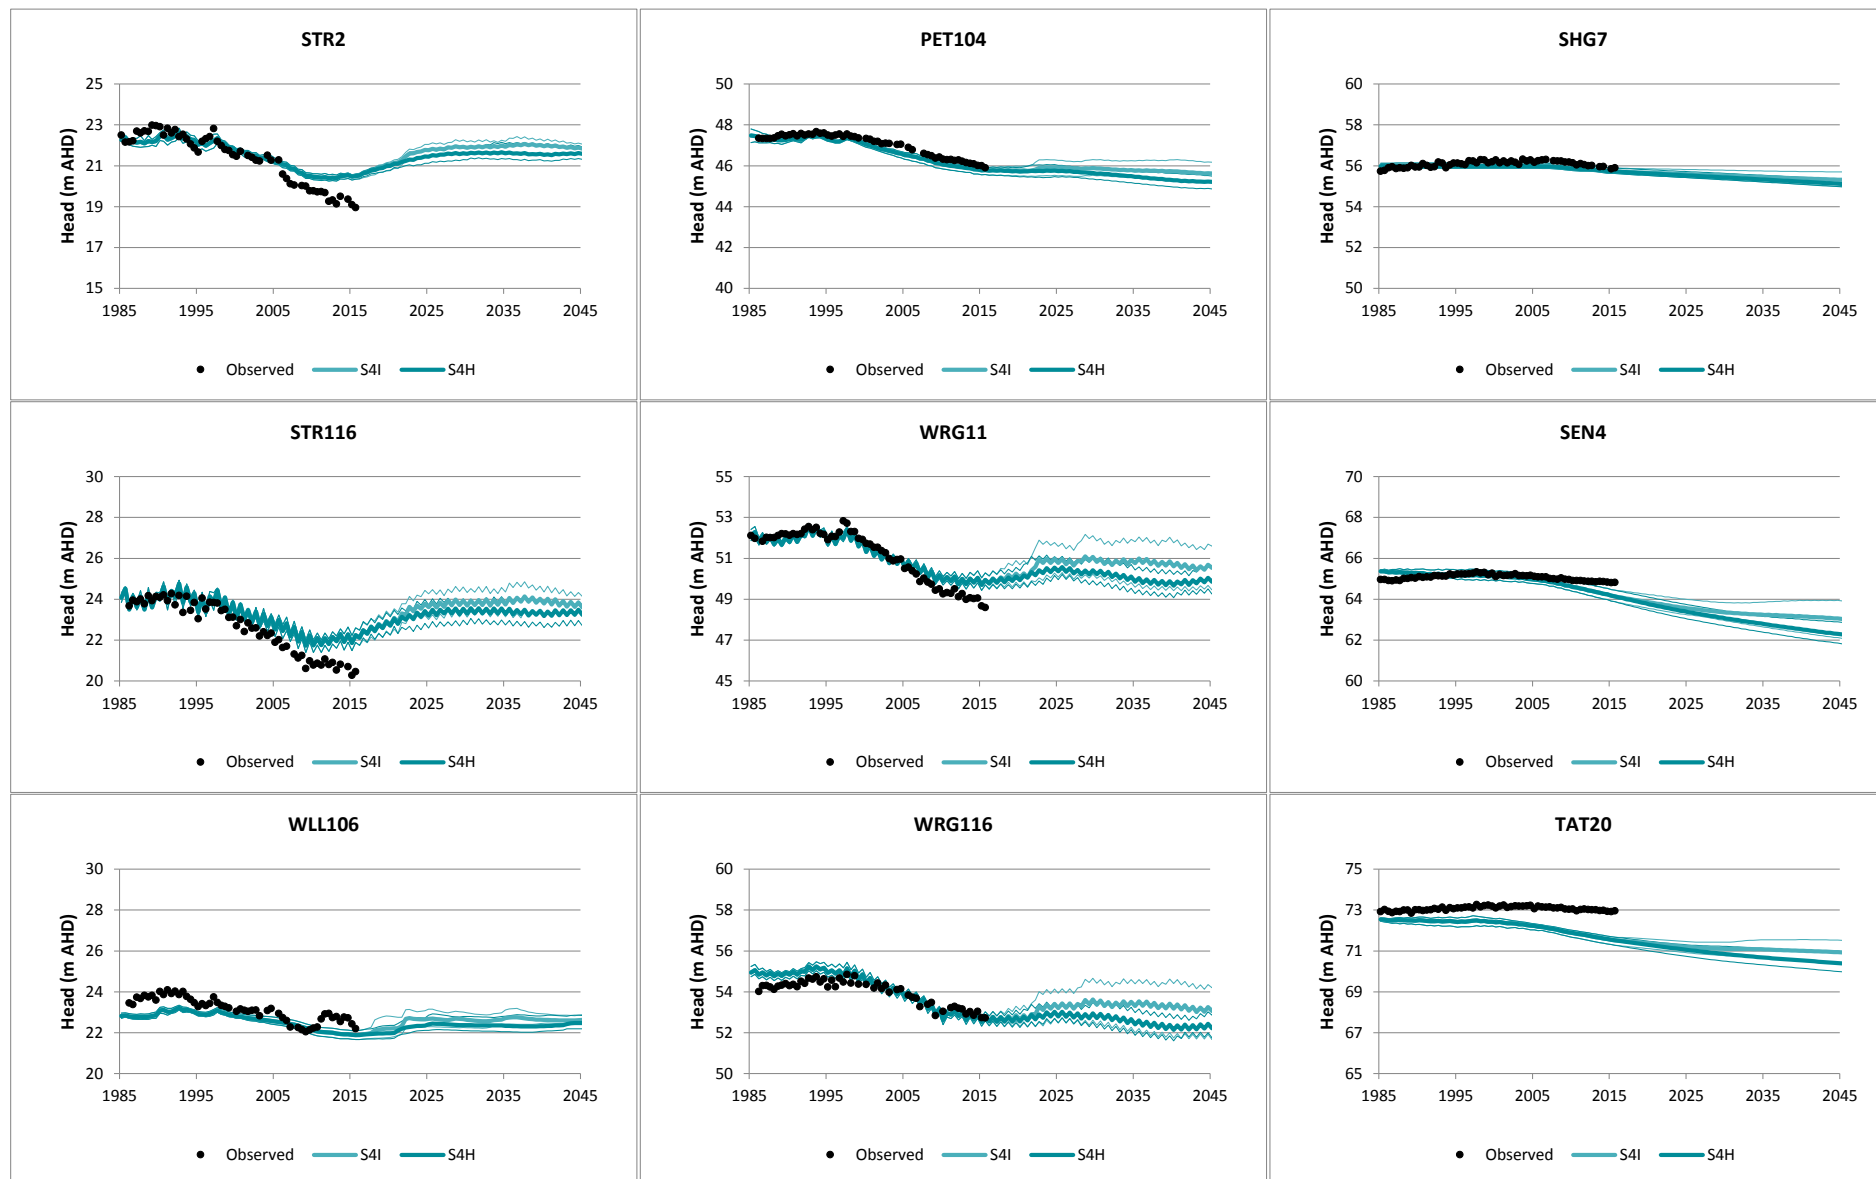 STR2
Head (m AHD)
25
23
21
19
17
15
1985 1995 2005 2015 2025 2035 2045
Observed S4I S4H
PET104
Head (m AHD)
50
48
46
44
42
40
1985 1995 2005 2015 2025 2035 2045
Observed S4I S4H
SHG7
Head (m AHD)
60
58
56
54
52
50
1985 1995 2005 2015 2025 2035 2045
Observed S4I S4H
STR116
Head (m AHD)
30
28
26
24
22
20
1985 1995 2005 2015 2025 2035 2045
Observed S4I S4H
WRG11
Head (m AHD)
55
53
51
49
47
45
1985 1995 2005 2015 2025 2035 2045
Observed S4I S4H
SEN4
Head (m AHD)
70
68
66
64
62
60
1985 1995 2005 2015 2025 2035 2045
Observed S4I S4H
WLL106
Head (m AHD)
30
28
26
24
22
20
1985 1995 2005 2015 2025 2035 2045
Observed S4I S4H
WRG116
Head (m AHD)
60
58
56
54
52
50
1985 1995 2005 2015 2025 2035 2045
Observed S4I S4H
TAT20
Head (m AHD)
75
73
71
69
67
65
1985 1995 2005 2015 2025 2035 2045
Observed S4I S4H